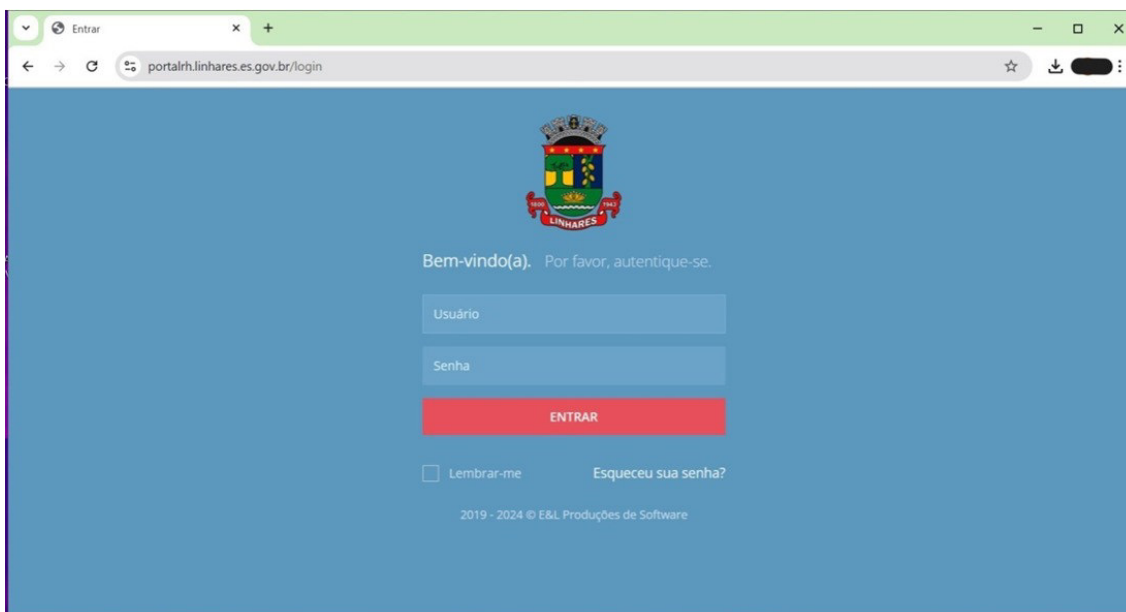 Entrar
portalrh.linhares.es.gov.br/login
1800 1943
LINHARES
Bem-vindo(a). Por favor, autentique-se.
Usuário
Senha
ENTRAR
Lembrar-me Esqueceu sua senha?
2019 - 2024 © E&L Produções de Software